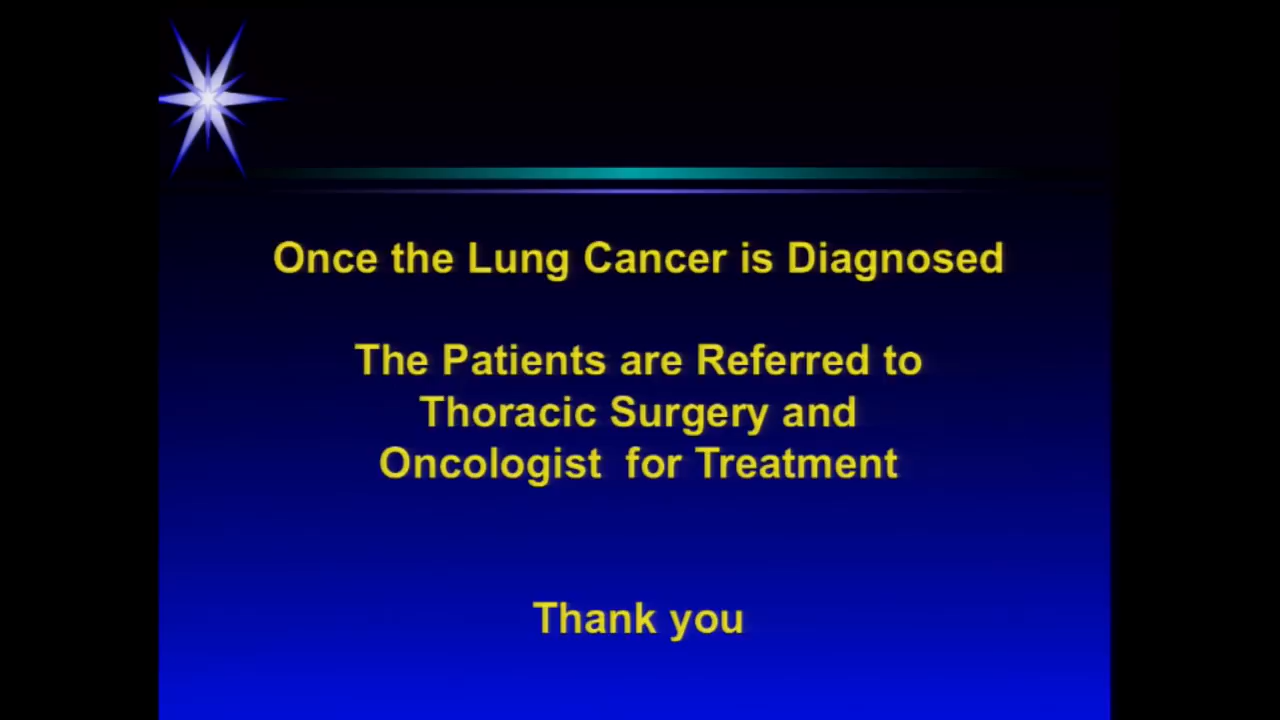 Once the Lung Cancer is Diagnosed
The Patients are Referred to
Thoracic Surgery and
Oncologist  for Treatment
Thank you